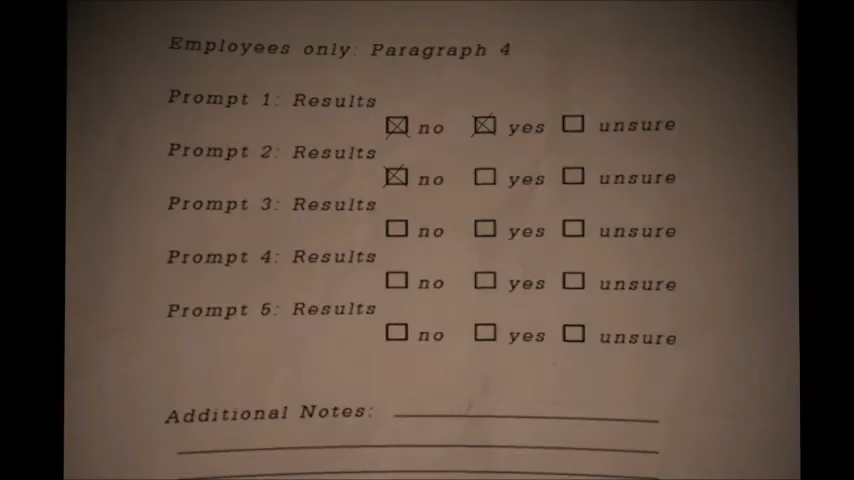 Employees only: Paragraph 4
Prompt 1: Results
no yes unsure
Prompt 2: Results
no yes unsure
Prompt 3: Results
no yes unsure
Prompt 4: Results
no yes unsure
Prompt 5: Results
no yes unsure
Additional Notes: